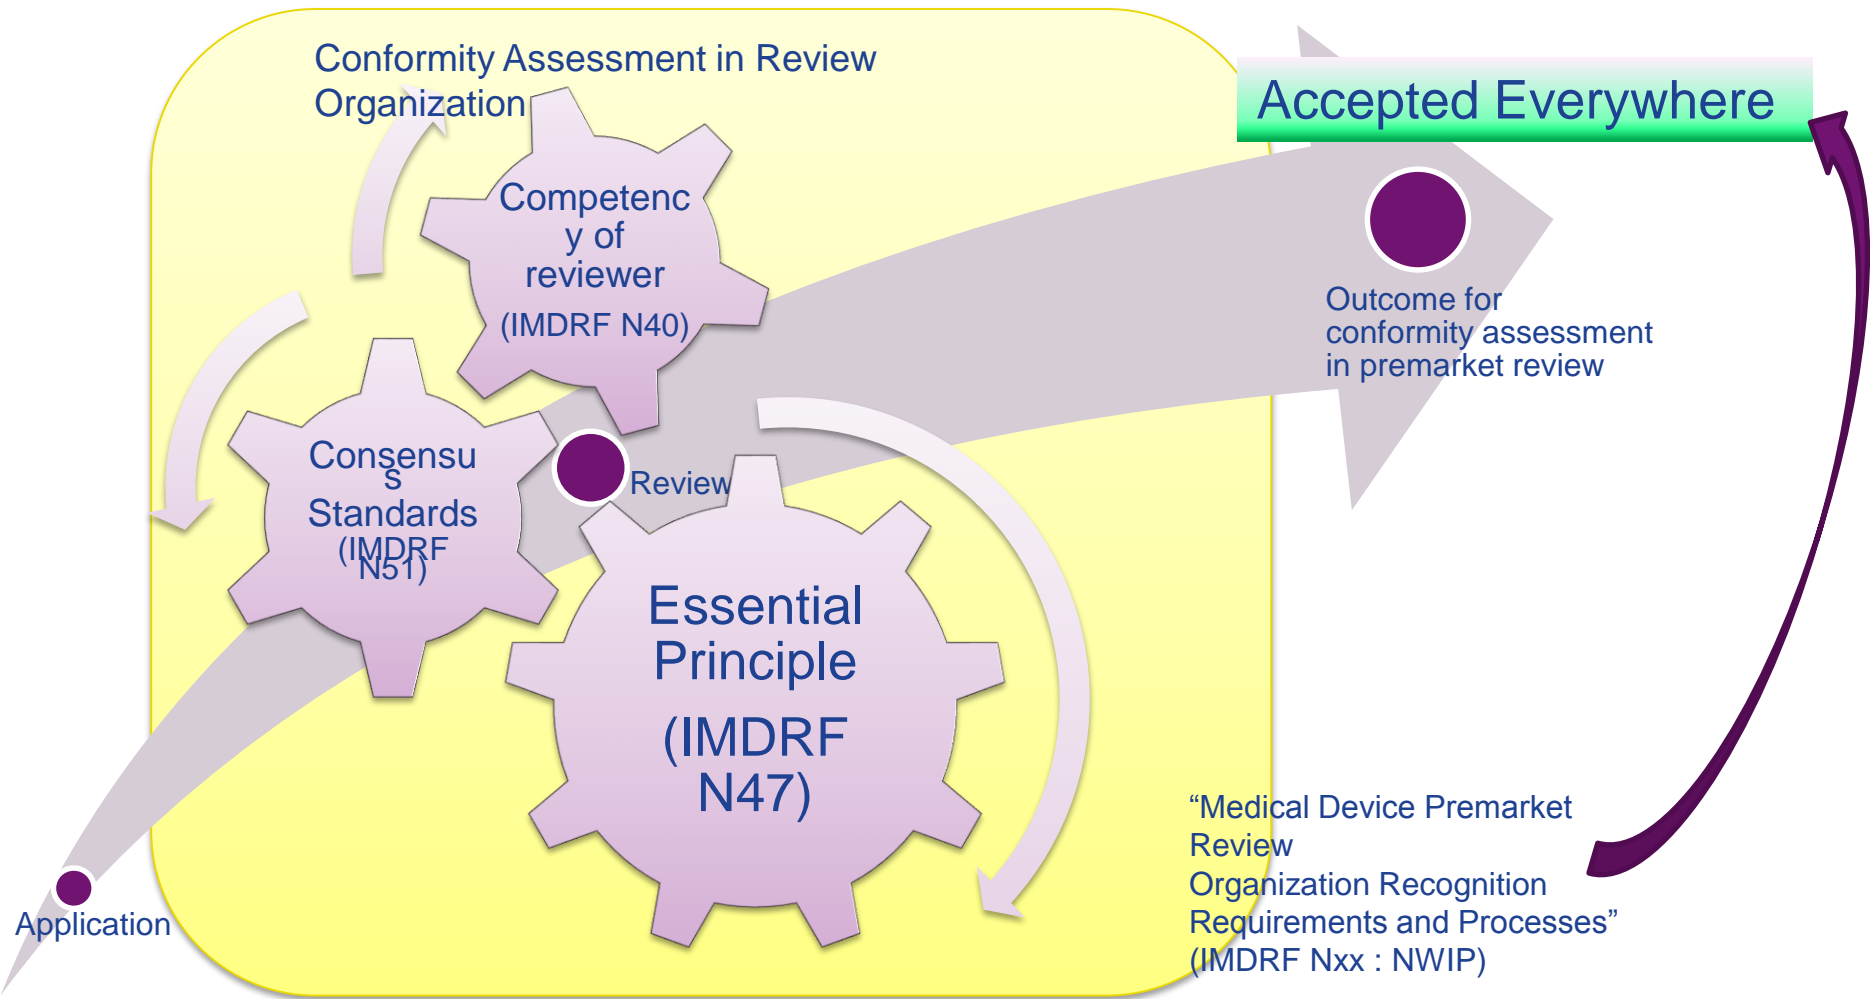 Conformity Assessment in Review
Organization
Accepted Everywhere
Competenc
y of
reviewer
(IMDRF N40)
Outcome for
conformity assessment
in premarket review
Consensu
s
Standards
(IMDRF
N51)
Review
Essential
Principle
(IMDRF
N47)
“Medical Device Premarket
Review
Organization Recognition
Requirements and Processes”
(IMDRF Nxx : NWIP)
Application